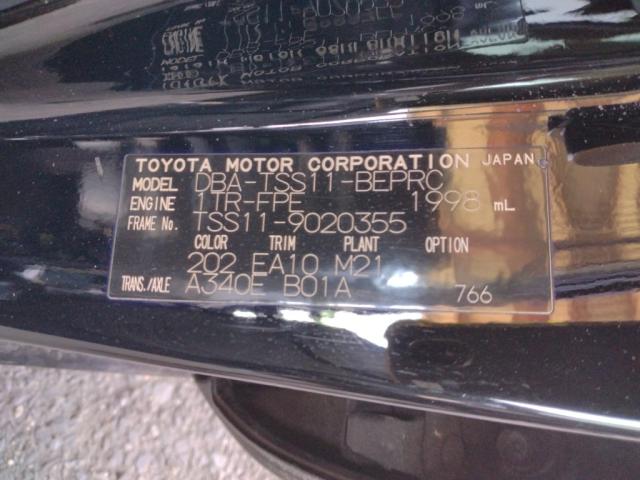 TOYOTA MOTOR CORPORATION JAPAN
MODEL DBA-TSS11-BEPRC
ENGINE 1TR-FPE 1998 mL
FRAME No. TSS11-9020355
COLOR TRIM PLANT OPTION
202 EA10 M21
TRANS./AXLE A340E B01A 766